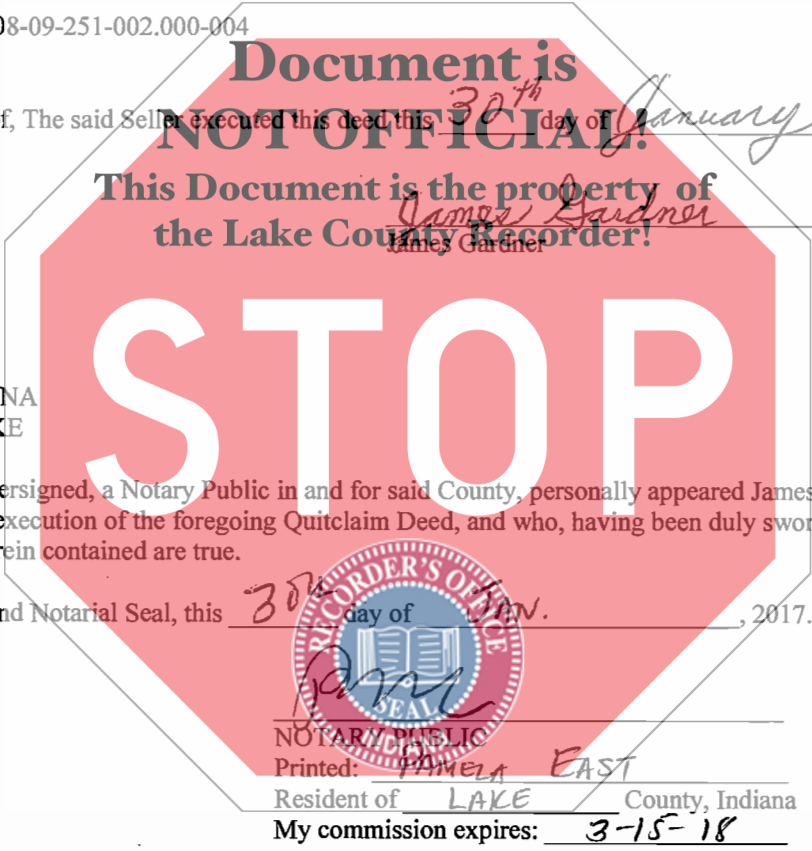 08-09-251-002.000-004
Document is
NOT OFFICIAL!
f, The said Seller executed this deed this 30th day of January
This Document is the property of
the Lake County Recorder!
James Gardner
James Gardner
STOP
NA
KE
ersigned, a Notary Public in and for said County, personally appeared James
execution of the foregoing Quitclaim Deed, and who, having been duly swor
rein contained are true.
nd Notarial Seal, this 30th day of JAN., 2017.
RECORDER'S OFFICE
SEAL
INDIANA
NOTARY PUBLIC
Printed: PAMELA EAST
Resident of LAKE County, Indiana
My commission expires: 3-15-18